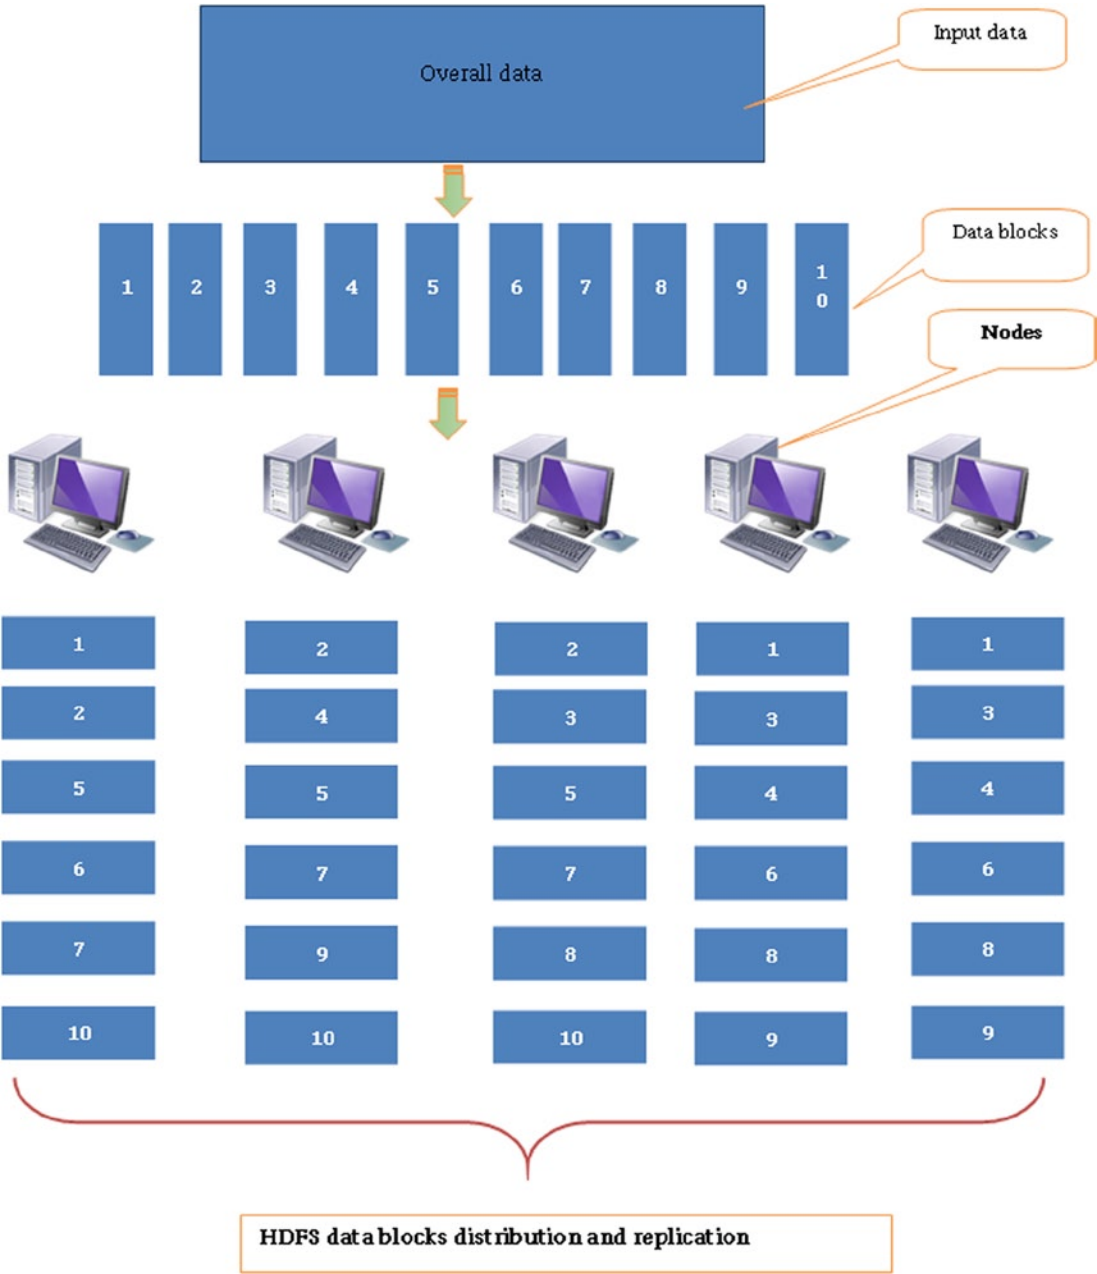 Input data
Overall data
Data blocks
1 2 3 4 5 6 7 8 9 10
Nodes
1 2 2 1 1
2 4 3 3 3
5 5 5 4 4
6 7 7 6 6
7 9 8 8 8
10 10 10 9 9
HDFS data blocks distribution and replication